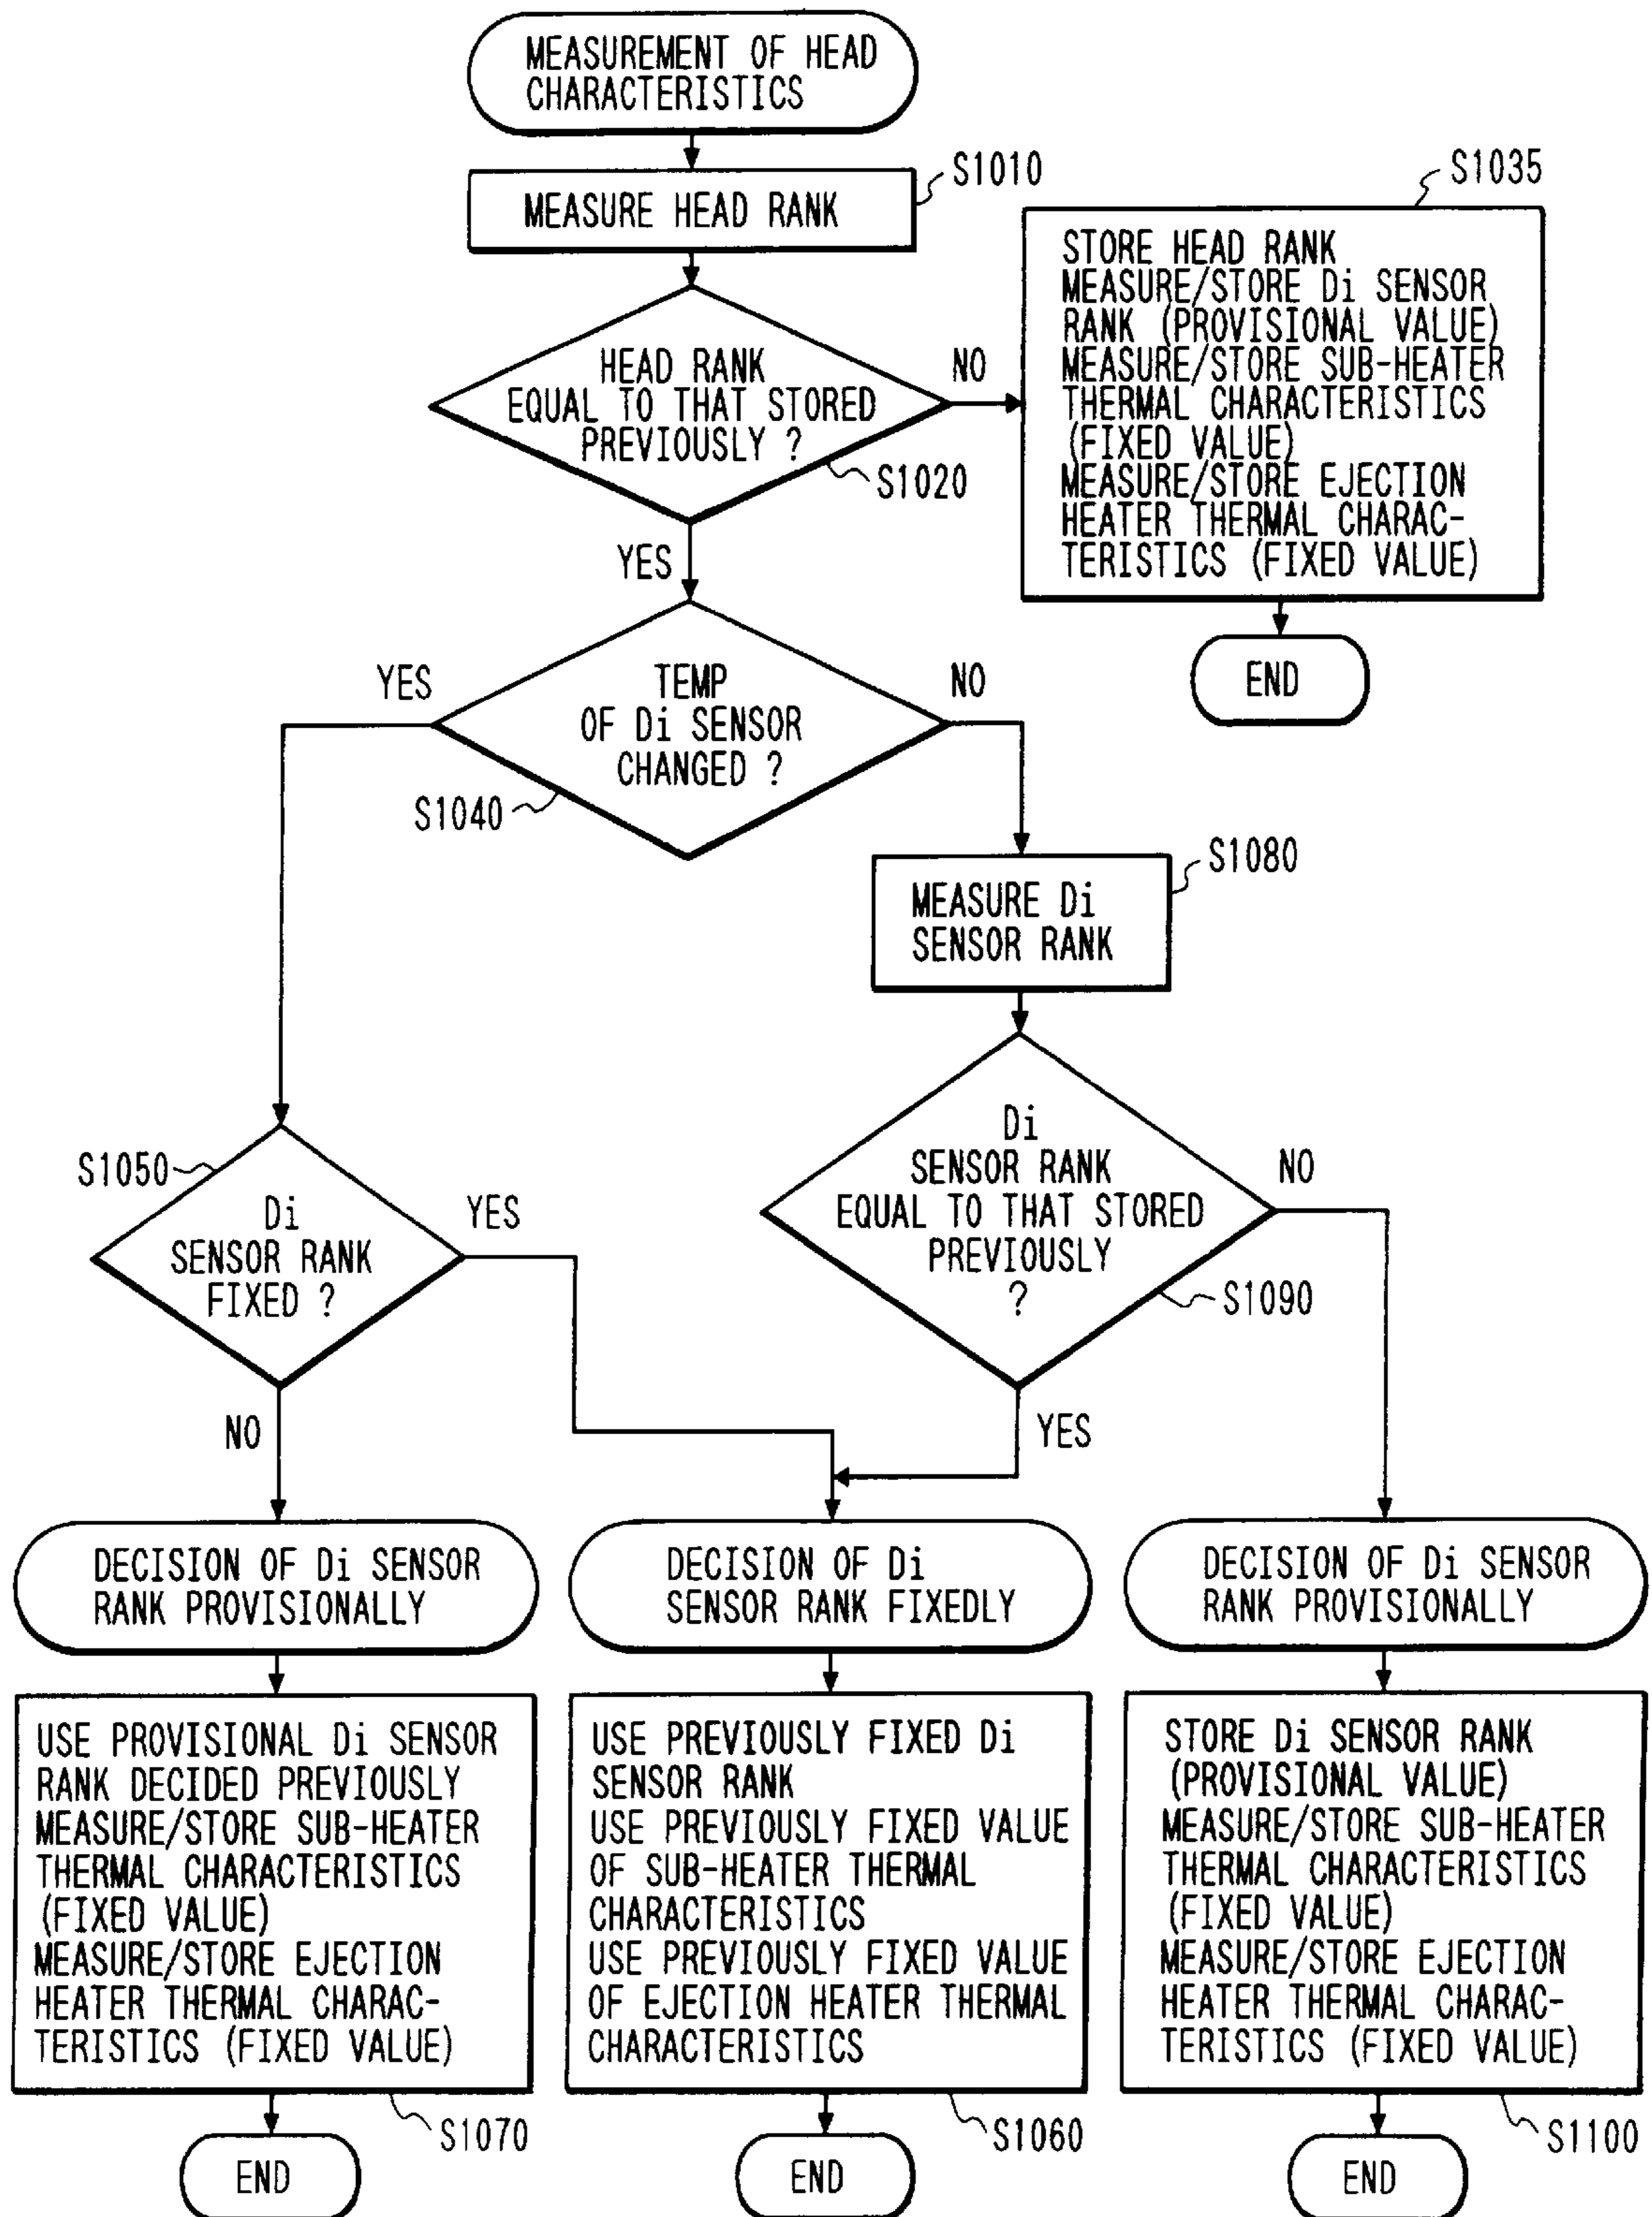 MEASUREMENT OF HEAD
CHARACTERISTICS
S1010
MEASURE HEAD RANK
S1035
STORE HEAD RANK
MEASURE/STORE Di SENSOR
RANK (PROVISIONAL VALUE)
MEASURE/STORE SUB-HEATER
THERMAL CHARACTERISTICS
(FIXED VALUE)
MEASURE/STORE EJECTION
HEATER THERMAL CHARAC-
TERISTICS (FIXED VALUE)
END
HEAD RANK
EQUAL TO THAT STORED
PREVIOUSLY ?
NO
S1020
YES
TEMP
OF Di SENSOR
CHANGED ?
YES
NO
S1040
S1080
MEASURE Di
SENSOR RANK
S1050
Di
SENSOR RANK
FIXED ?
YES
NO
Di
SENSOR RANK
EQUAL TO THAT STORED
PREVIOUSLY
?
NO
S1090
YES
DECISION OF Di SENSOR
RANK PROVISIONALLY
USE PROVISIONAL Di SENSOR
RANK DECIDED PREVIOUSLY
MEASURE/STORE SUB-HEATER
THERMAL CHARACTERISTICS
(FIXED VALUE)
MEASURE/STORE EJECTION
HEATER THERMAL CHARAC-
TERISTICS (FIXED VALUE)
S1070
END
DECISION OF Di
SENSOR RANK FIXEDLY
USE PREVIOUSLY FIXED Di
SENSOR RANK
USE PREVIOUSLY FIXED VALUE
OF SUB-HEATER THERMAL
CHARACTERISTICS
USE PREVIOUSLY FIXED VALUE
OF EJECTION HEATER THERMAL
CHARACTERISTICS
S1060
END
DECISION OF Di SENSOR
RANK PROVISIONALLY
STORE Di SENSOR RANK
(PROVISIONAL VALUE)
MEASURE/STORE SUB-HEATER
THERMAL CHARACTERISTICS
(FIXED VALUE)
MEASURE/STORE EJECTION
HEATER THERMAL CHARAC-
TERISTICS (FIXED VALUE)
S1100
END